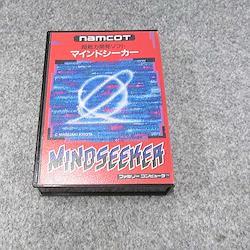 namcot
超能力開発ソフト
マインドシーカー
© MASUAKI KIYOTA
MINDSEEKER
ファミリーコンピュータ